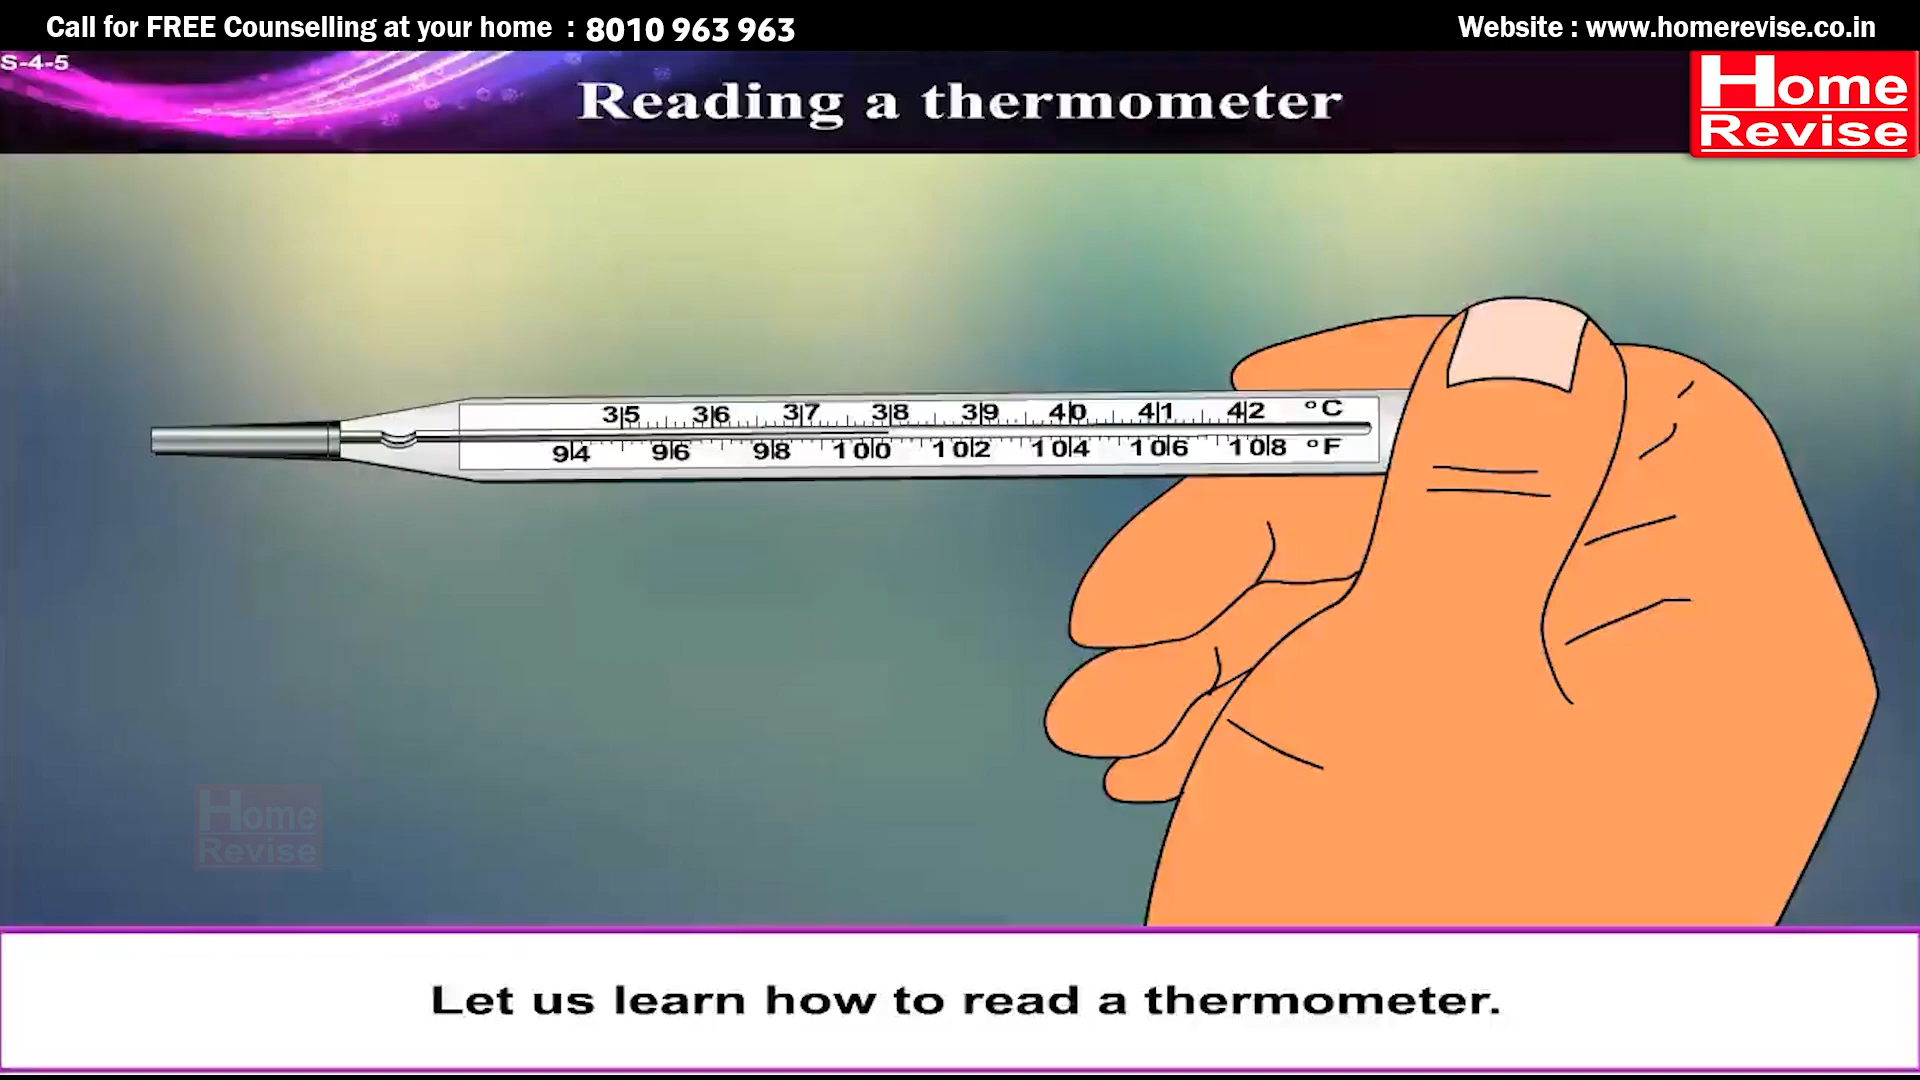 Call for FREE Counselling at your home : 8010 963 963
Website : www.homerevise.co.in
S-4-5
Reading a thermometer
Home
Revise
35 36 37 38 39 40 41 42 °C
94 96 98 100 102 104 106 108 °F
Home
Revise
Let us learn how to read a thermometer.